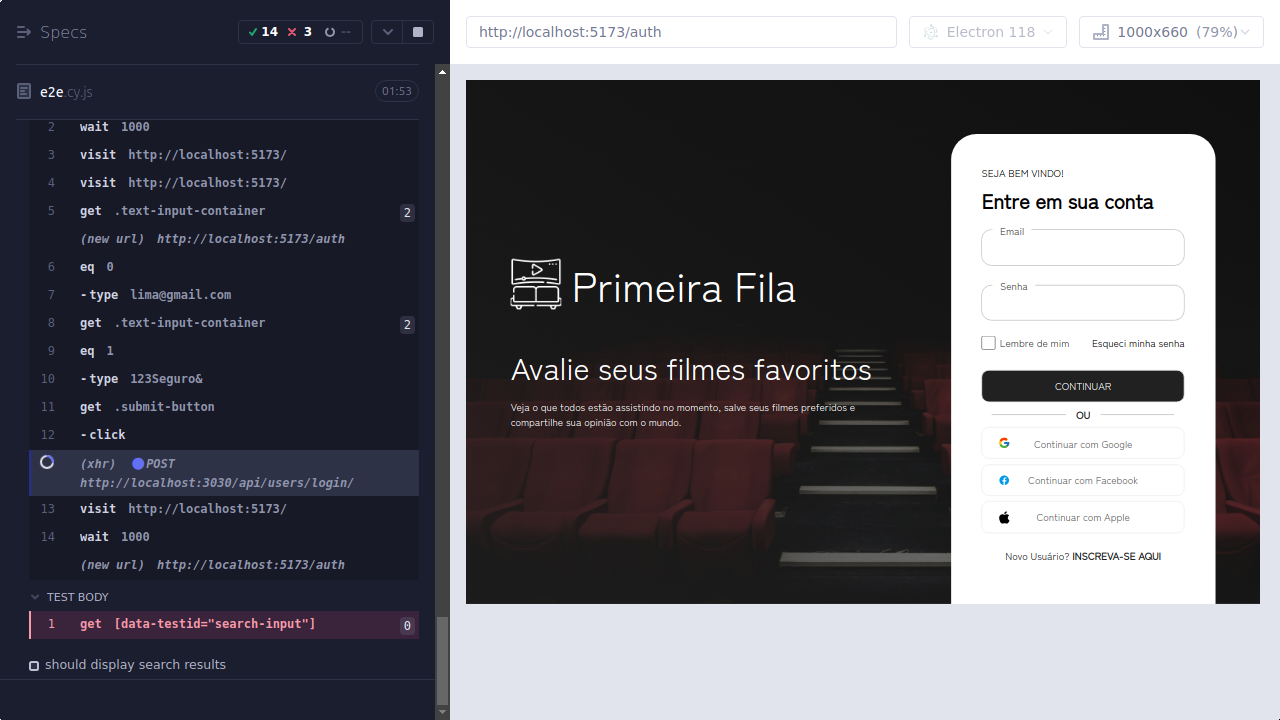 Specs
14 3 --
e2e.cy.js 01:53
2 wait 1000
3 visit http://localhost:5173/
4 visit http://localhost:5173/
5 get .text-input-container 2
(new url) http://localhost:5173/auth
6 eq 0
7 -type lima@gmail.com
8 get .text-input-container 2
9 eq 1
10 -type 123Seguro&
11 get .submit-button
12 -click
(xhr) POST
http://localhost:3030/api/users/login/
13 visit http://localhost:5173/
14 wait 1000
(new url) http://localhost:5173/auth
TEST BODY
1 get [data-testid="search-input"] 0
should display search results
http://localhost:5173/auth
Electron 118
1000x660 (79%)
Primeira Fila
Avalie seus filmes favoritos
Veja o que todos estão assistindo no momento, salve seus filmes preferidos e
compartilhe sua opinião com o mundo.
SEJA BEM VINDO!
Entre em sua conta
Email
Senha
Lembre de mim Esqueci minha senha
CONTINUAR
OU
Continuar com Google
Continuar com Facebook
Continuar com Apple
Novo Usuário? INSCREVA-SE AQUI